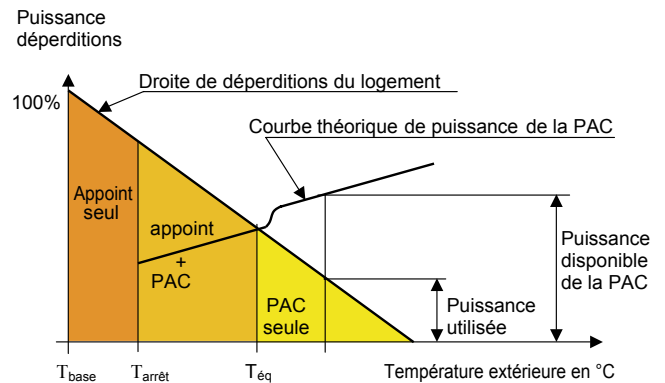 Puissance
déperditions
100%
Droite de déperditions du logement
Courbe théorique de puissance de la PAC
Appoint
seul
appoint
+
PAC
PAC
seule
Puissance
utilisée
Puissance
disponible
de la PAC
Tbase
Tarrêt
Téq
Température extérieure en °C